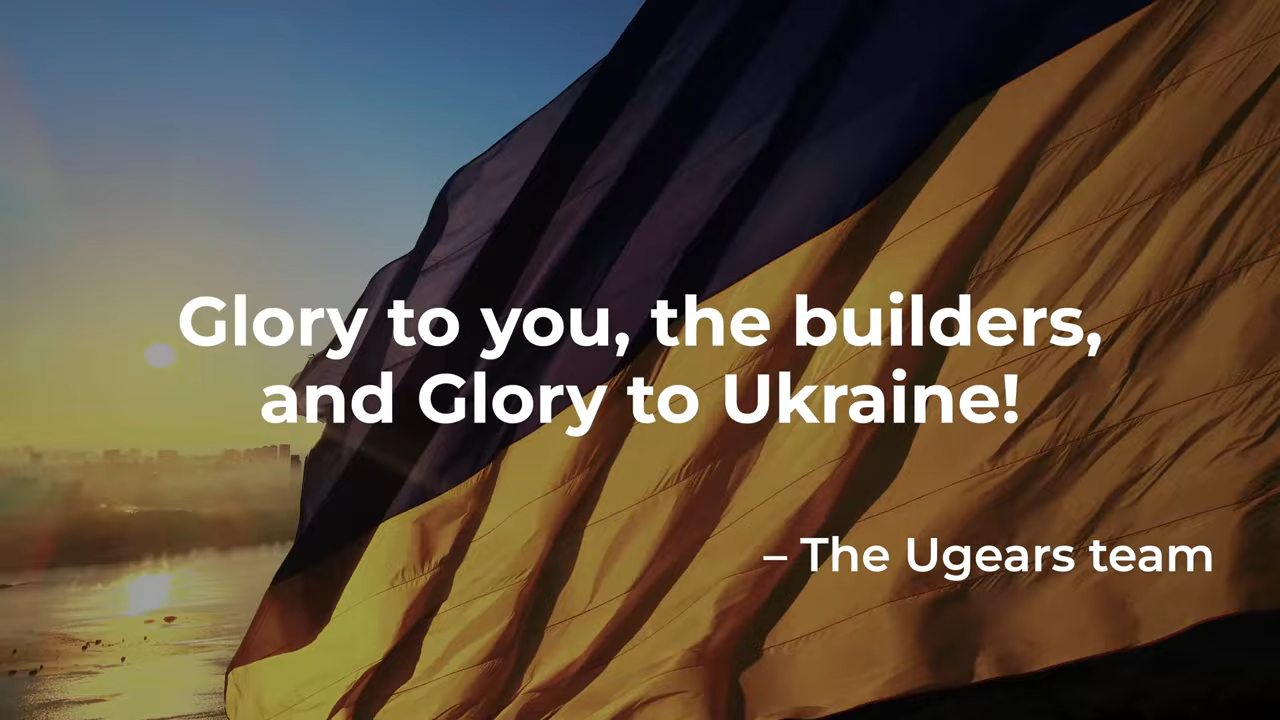 Glory to you, the builders,
and Glory to Ukraine!
– The Ugears team